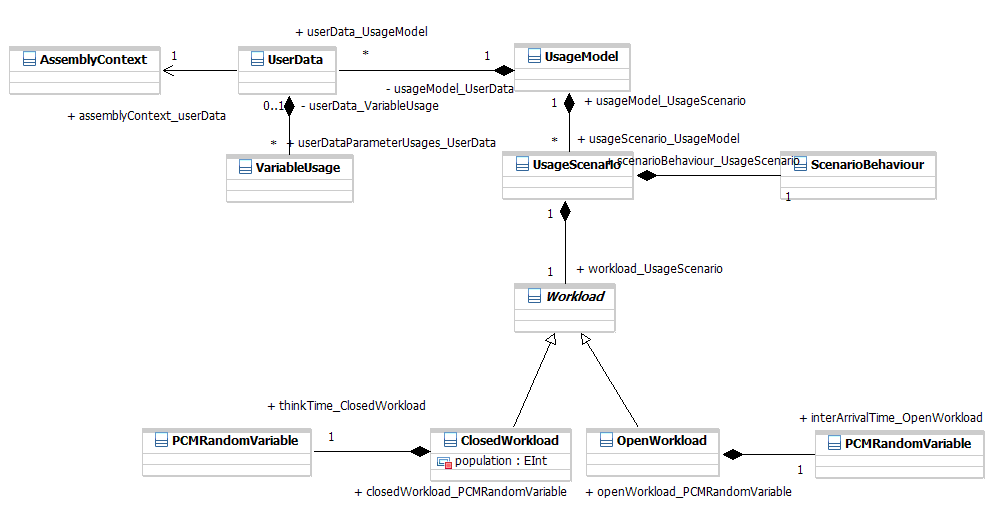 + userData_UsageModel
AssemblyContext
1
UserData
*
1
UsageModel
- usageModel_UserData
+ assemblyContext_userData
0..1
- userData_VariableUsage
1
+ usageModel_UsageScenario
*
+ userDataParameterUsages_UserData
*
+ usageScenario_UsageModel
VariableUsage
UsageScenario
+ scenarioBehaviour_UsageScenario
ScenarioBehaviour
1
1
1
+ workload_UsageScenario
Workload
+ thinkTime_ClosedWorkload
+ interArrivalTime_OpenWorkload
PCMRandomVariable
1
ClosedWorkload
population : EInt
OpenWorkload
1
PCMRandomVariable
+ closedWorkload_PCMRandomVariable
+ openWorkload_PCMRandomVariable